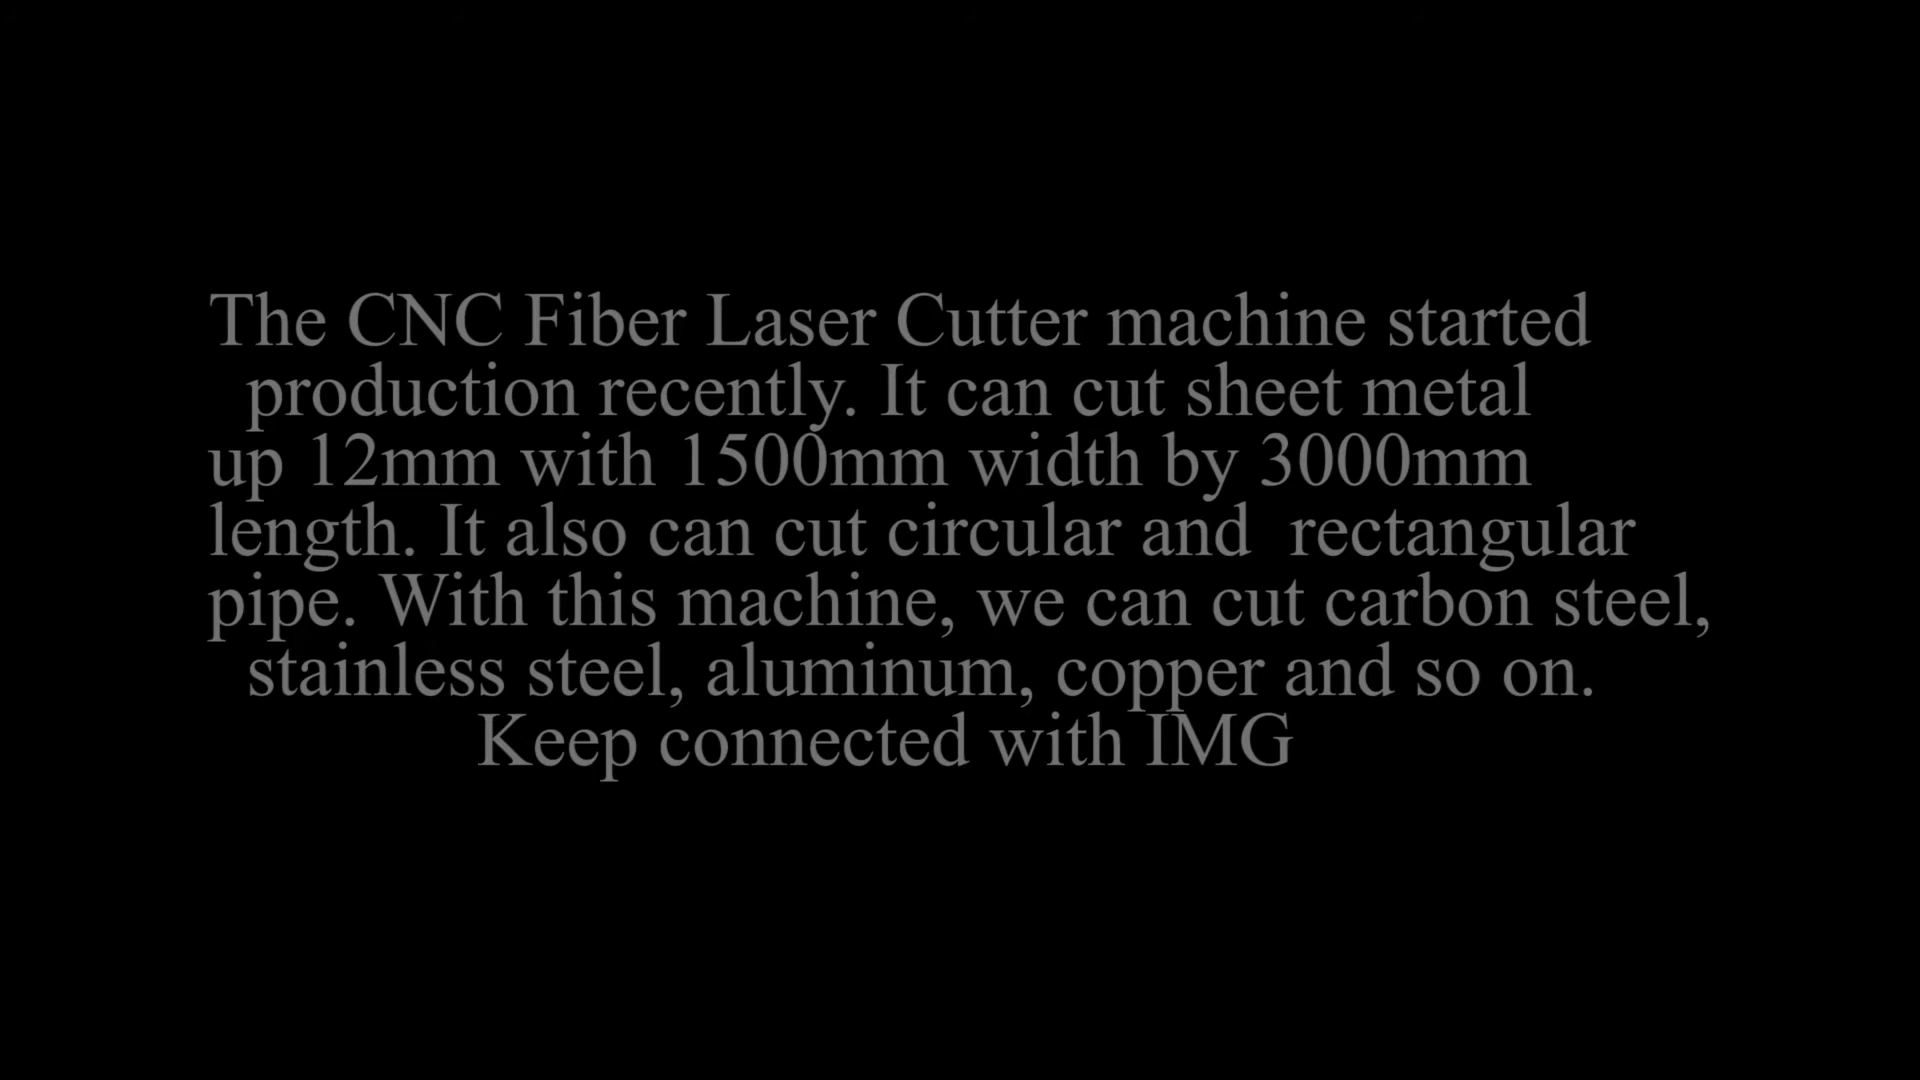 The CNC Fiber Laser Cutter machine started
production recently. It can cut sheet metal
up 12mm with 1500mm width by 3000mm
length. It also can cut circular and  rectangular
pipe. With this machine, we can cut carbon steel,
stainless steel, aluminum, copper and so on.
Keep connected with IMG